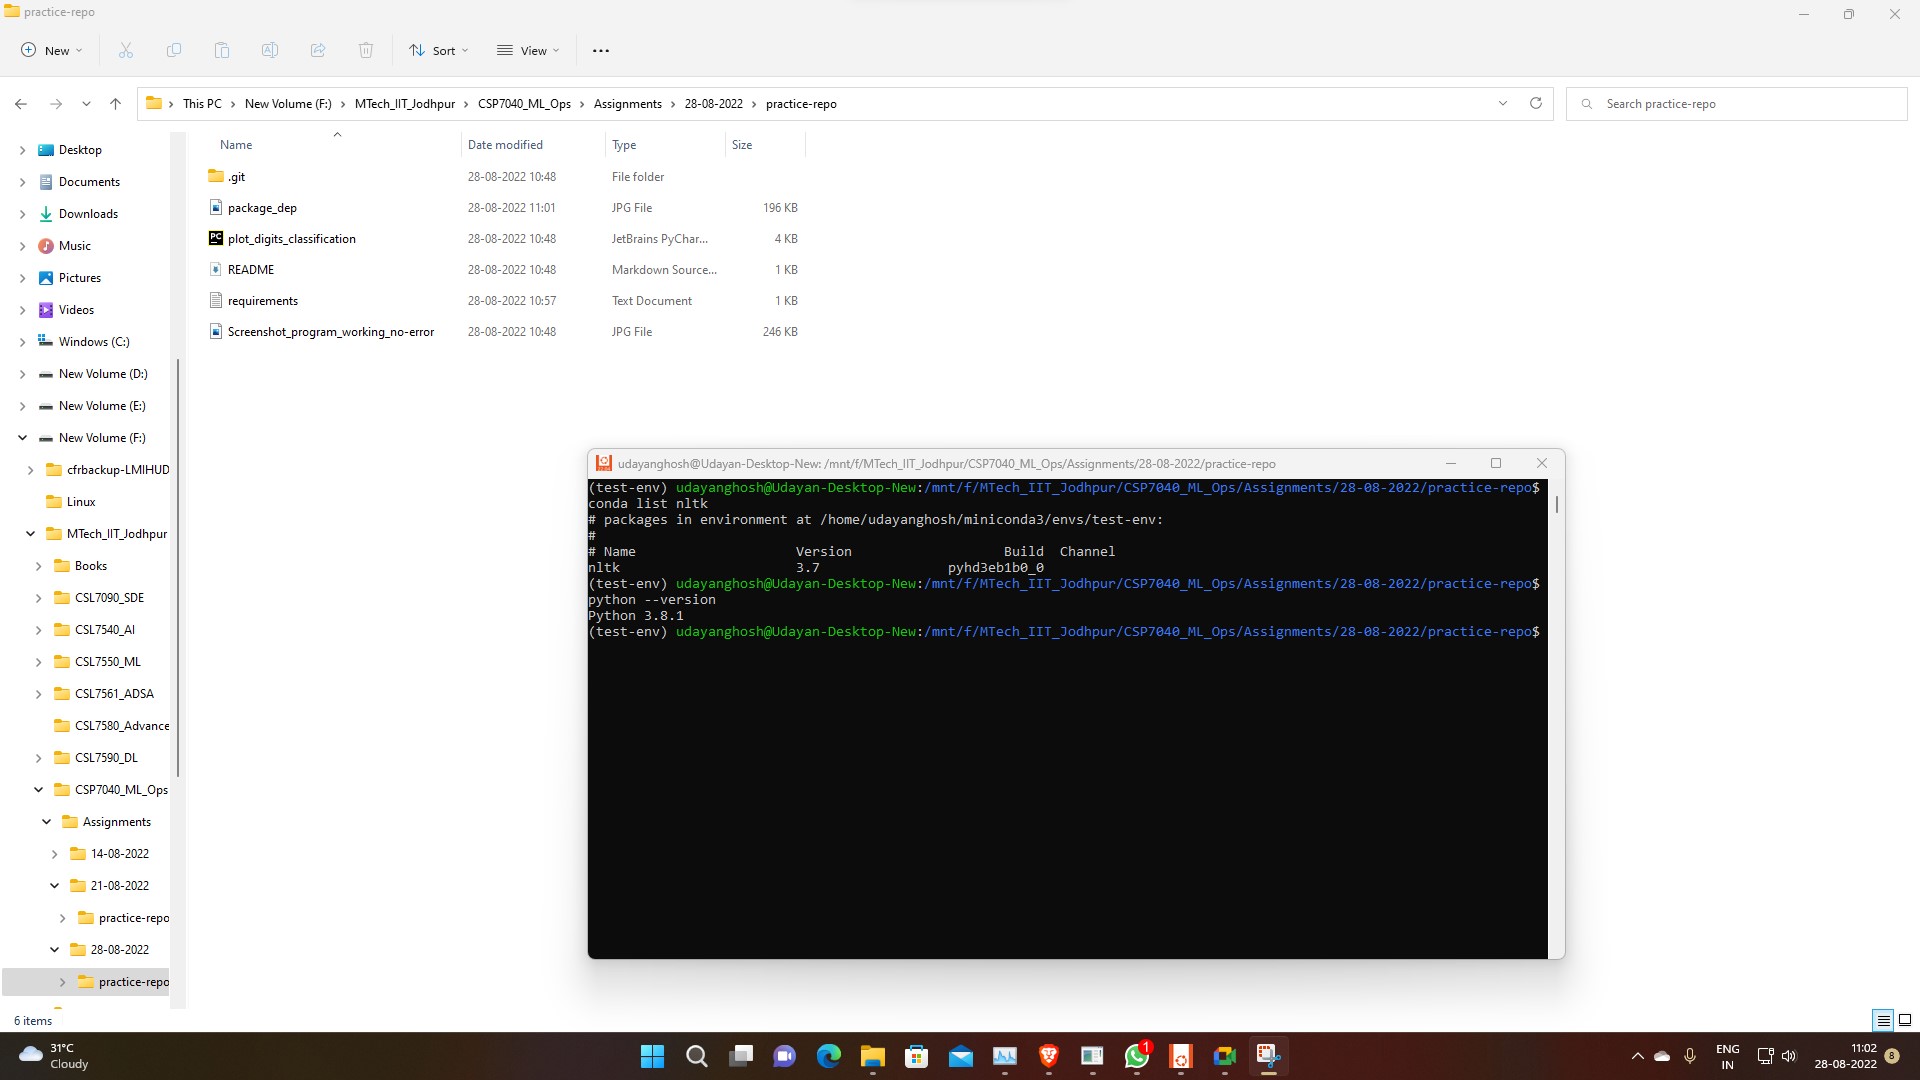 practice-repo
New
Sort
View
This PC > New Volume (F:) > MTech_IIT_Jodhpur > CSP7040_ML_Ops > Assignments > 28-08-2022 > practice-repo
Search practice-repo
Name Date modified Type Size
.git 28-08-2022 10:48 File folder
package_dep 28-08-2022 11:01 JPG File 196 KB
plot_digits_classification 28-08-2022 10:48 JetBrains PyChar... 4 KB
README 28-08-2022 10:48 Markdown Source... 1 KB
requirements 28-08-2022 10:57 Text Document 1 KB
Screenshot_program_working_no-error 28-08-2022 10:48 JPG File 246 KB
Desktop
Documents
Downloads
Music
Pictures
Videos
Windows (C:)
New Volume (D:)
New Volume (E:)
New Volume (F:)
cfrbackup-LMIHUD
Linux
MTech_IIT_Jodhpur
Books
CSL7090_SDE
CSL7540_AI
CSL7550_ML
CSL7561_ADSA
CSL7580_Advance
CSL7590_DL
CSP7040_ML_Ops
Assignments
14-08-2022
21-08-2022
practice-repo
28-08-2022
practice-repo
6 items
udayanghosh@Udayan-Desktop-New: /mnt/f/MTech_IIT_Jodhpur/CSP7040_ML_Ops/Assignments/28-08-2022/practice-repo
(test-env) udayanghosh@Udayan-Desktop-New:/mnt/f/MTech_IIT_Jodhpur/CSP7040_ML_Ops/Assignments/28-08-2022/practice-repo$
conda list nltk
# packages in environment at /home/udayanghosh/miniconda3/envs/test-env:
#
# Name Version Build Channel
nltk 3.7 pyhd3eb1b0_0
(test-env) udayanghosh@Udayan-Desktop-New:/mnt/f/MTech_IIT_Jodhpur/CSP7040_ML_Ops/Assignments/28-08-2022/practice-repo$
python --version
Python 3.8.1
(test-env) udayanghosh@Udayan-Desktop-New:/mnt/f/MTech_IIT_Jodhpur/CSP7040_ML_Ops/Assignments/28-08-2022/practice-repo$
31°C
Cloudy
1
ENG
IN
11:02
28-08-2022
8